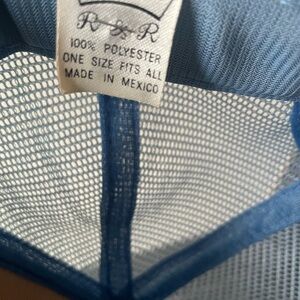 R & R
100% POLYESTER
ONE SIZE FITS ALL
MADE IN MEXICO